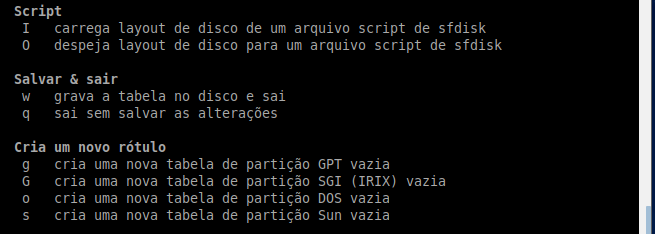 Script
I carrega layout de disco de um arquivo script de sfdisk
O despeja layout de disco para um arquivo script de sfdisk
Salvar & sair
w grava a tabela no disco e sai
q sai sem salvar as alterações
Cria um novo rótulo
g cria uma nova tabela de partição GPT vazia
G cria uma nova tabela de partição SGI (IRIX) vazia
o cria uma nova tabela de partição DOS vazia
s cria uma nova tabela de partição Sun vazia